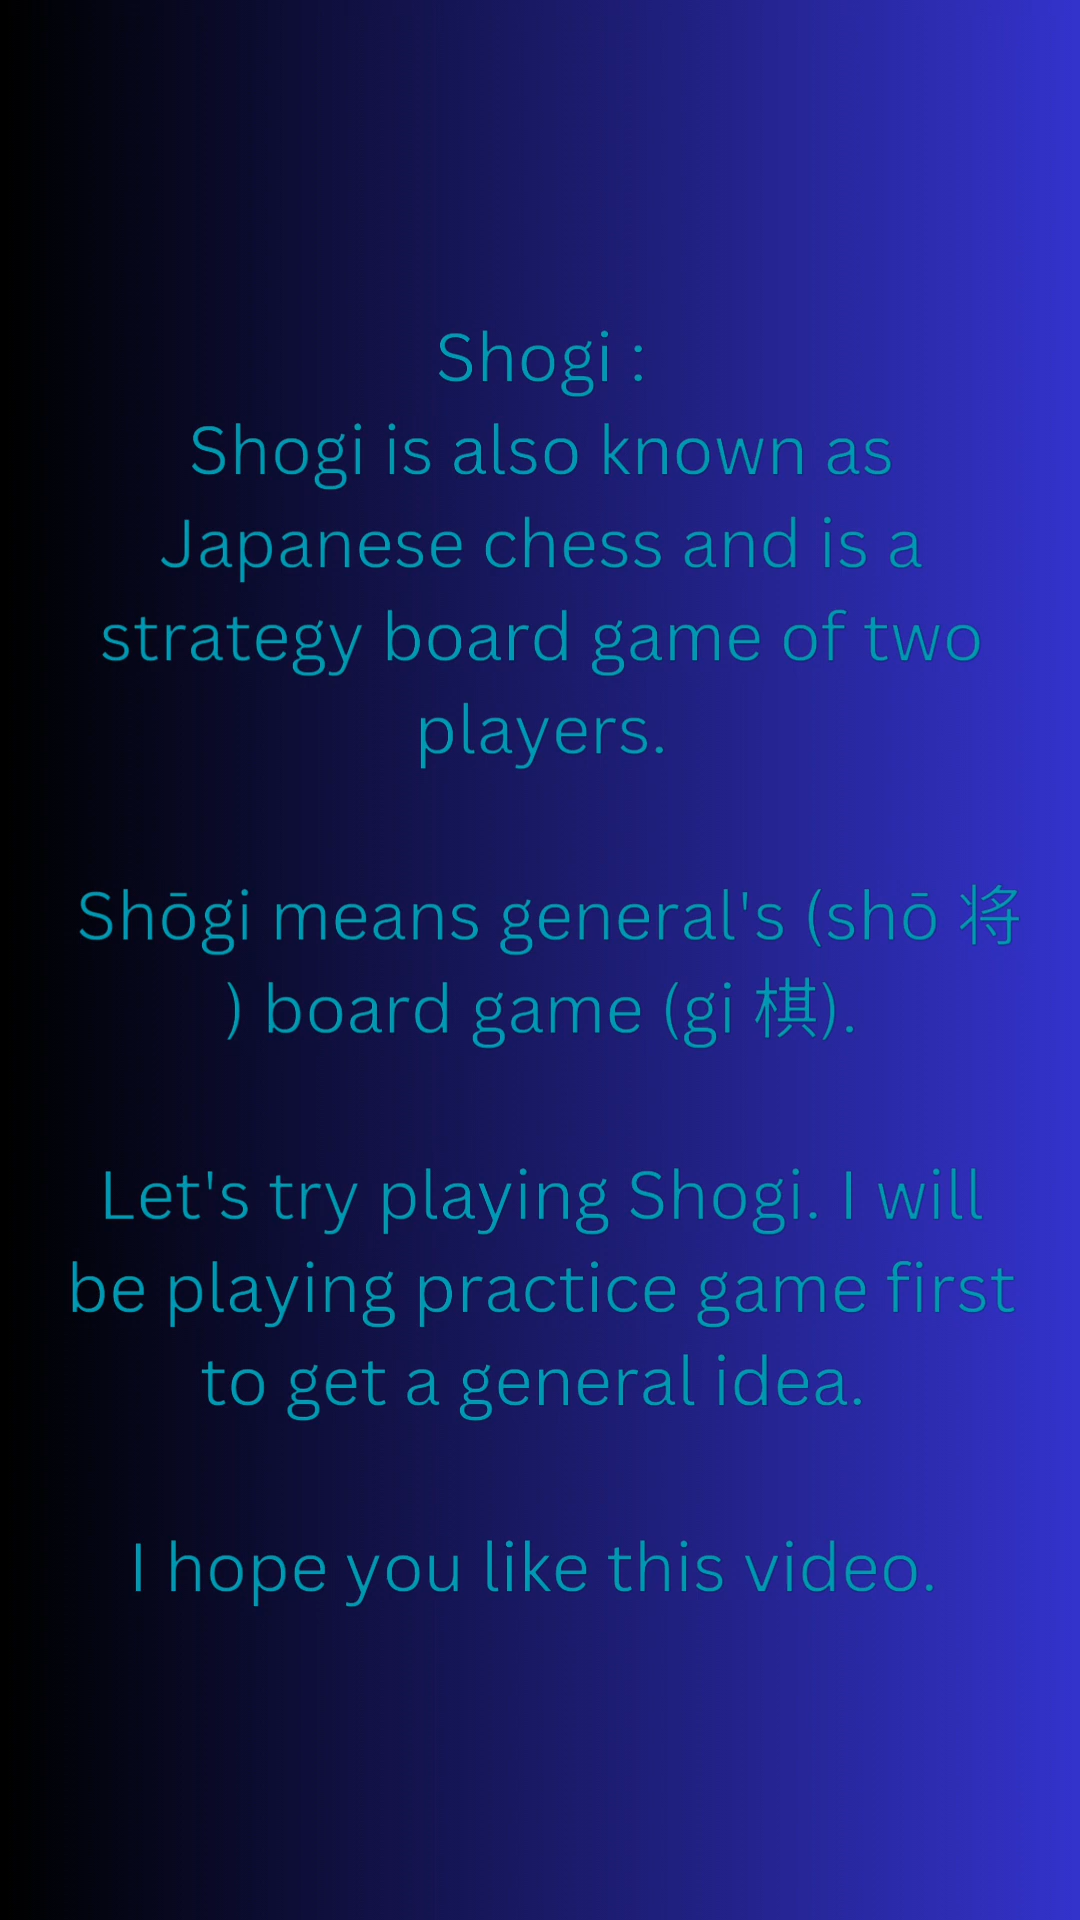 Shogi :
Shogi is also known as
Japanese chess and is a
strategy board game of two
players.
Shōgi means general's (shō 将
) board game (gi 棋).
Let's try playing Shogi. I will
be playing practice game first
to get a general idea.
I hope you like this video.